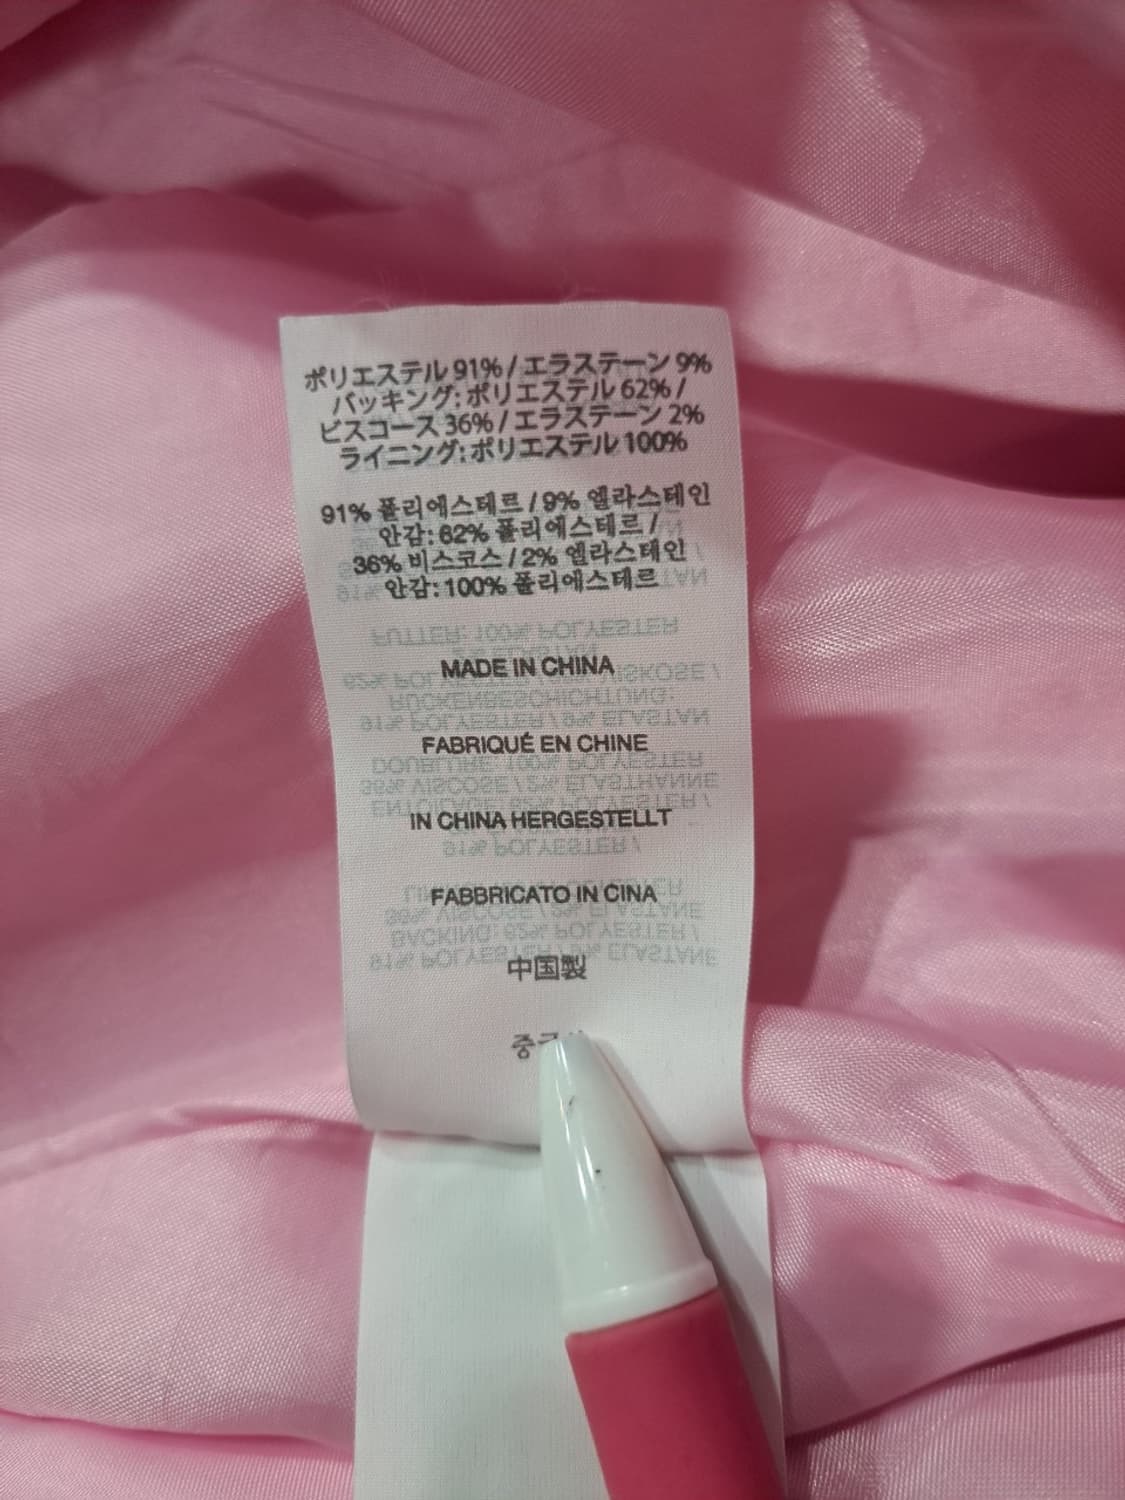 ポリエステル 91% / エラステーン 9%
バッキング: ポリエステル 62% /
ビスコース 36% / エラステーン 2%
ライニング: ポリエステル 100%
91% 폴리에스테르 / 9% 엘라스테인
안감: 62% 폴리에스테르 /
36% 비스코스 / 2% 엘라스테인
안감: 100% 폴리에스테르
MADE IN CHINA
FABRIQUÉ EN CHINE
IN CHINA HERGESTELLT
FABBRICATO IN CINA
中国製